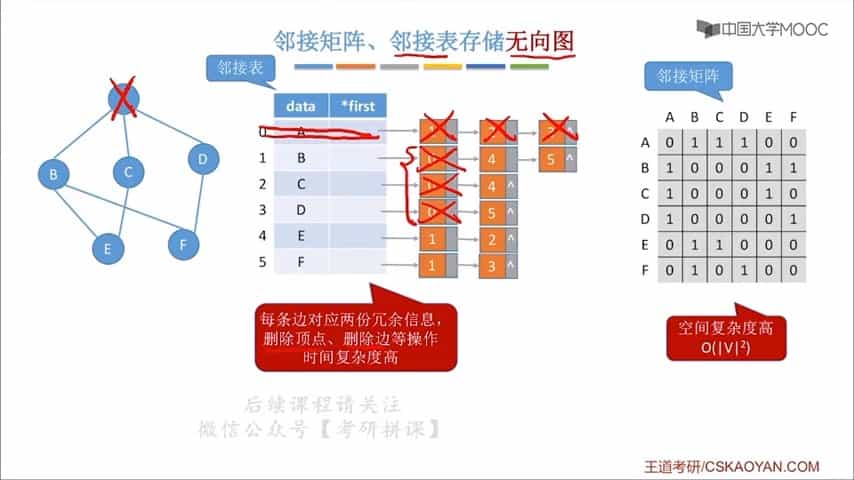 中国大学MOOC
邻接矩阵、邻接表存储无向图
邻接表
邻接矩阵
data *first
0 A 1 2 3 ^
1 B 0 4 5 ^
2 C 0 4 ^
3 D 0 5 ^
4 E 1 2 ^
5 F 1 3 ^
B C D
E F
A B C D E F
A 0 1 1 1 0 0
B 1 0 0 0 1 1
C 1 0 0 0 1 0
D 1 0 0 0 0 1
E 0 1 1 0 0 0
F 0 1 0 1 0 0
每条边对应两份冗余信息,
删除顶点、删除边等操作
时间复杂度高
空间复杂度高
O(|V|²)
后续课程请关注
微信公众号【考研拼课】
王道考研/CSKAOYAN.COM